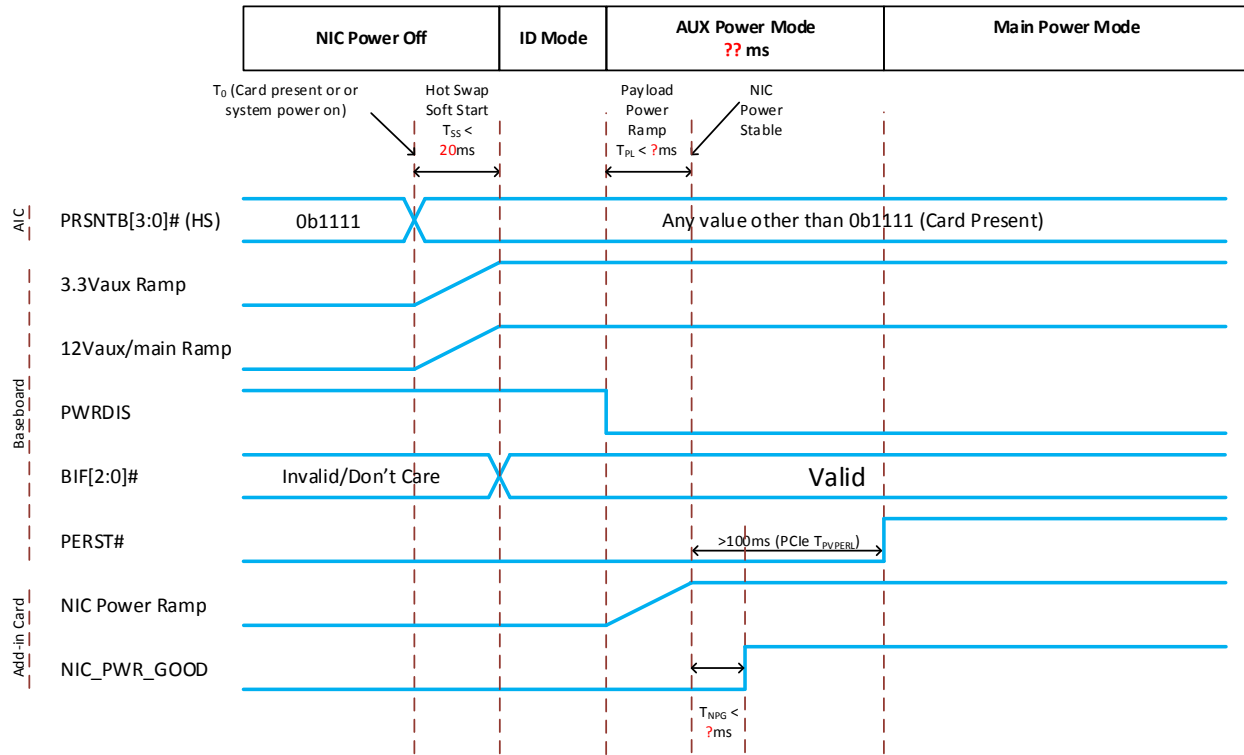 NIC Power Off
ID Mode
AUX Power Mode
?? ms
Main Power Mode
T0 (Card present or or
system power on)
Hot Swap
Soft Start
TSS <
20ms
Payload
Power
Ramp
TPL < ?ms
NIC
Power
Stable
AIC
PRSNTB[3:0]# (HS)
0b1111
Any value other than 0b1111 (Card Present)
Baseboard
3.3Vaux Ramp
12Vaux/main Ramp
PWRDIS
BIF[2:0]#
Invalid/Don’t Care
Valid
PERST#
>100ms (PCIe TPVPERL)
Add-in Card
NIC Power Ramp
NIC_PWR_GOOD
TNPG <
?ms